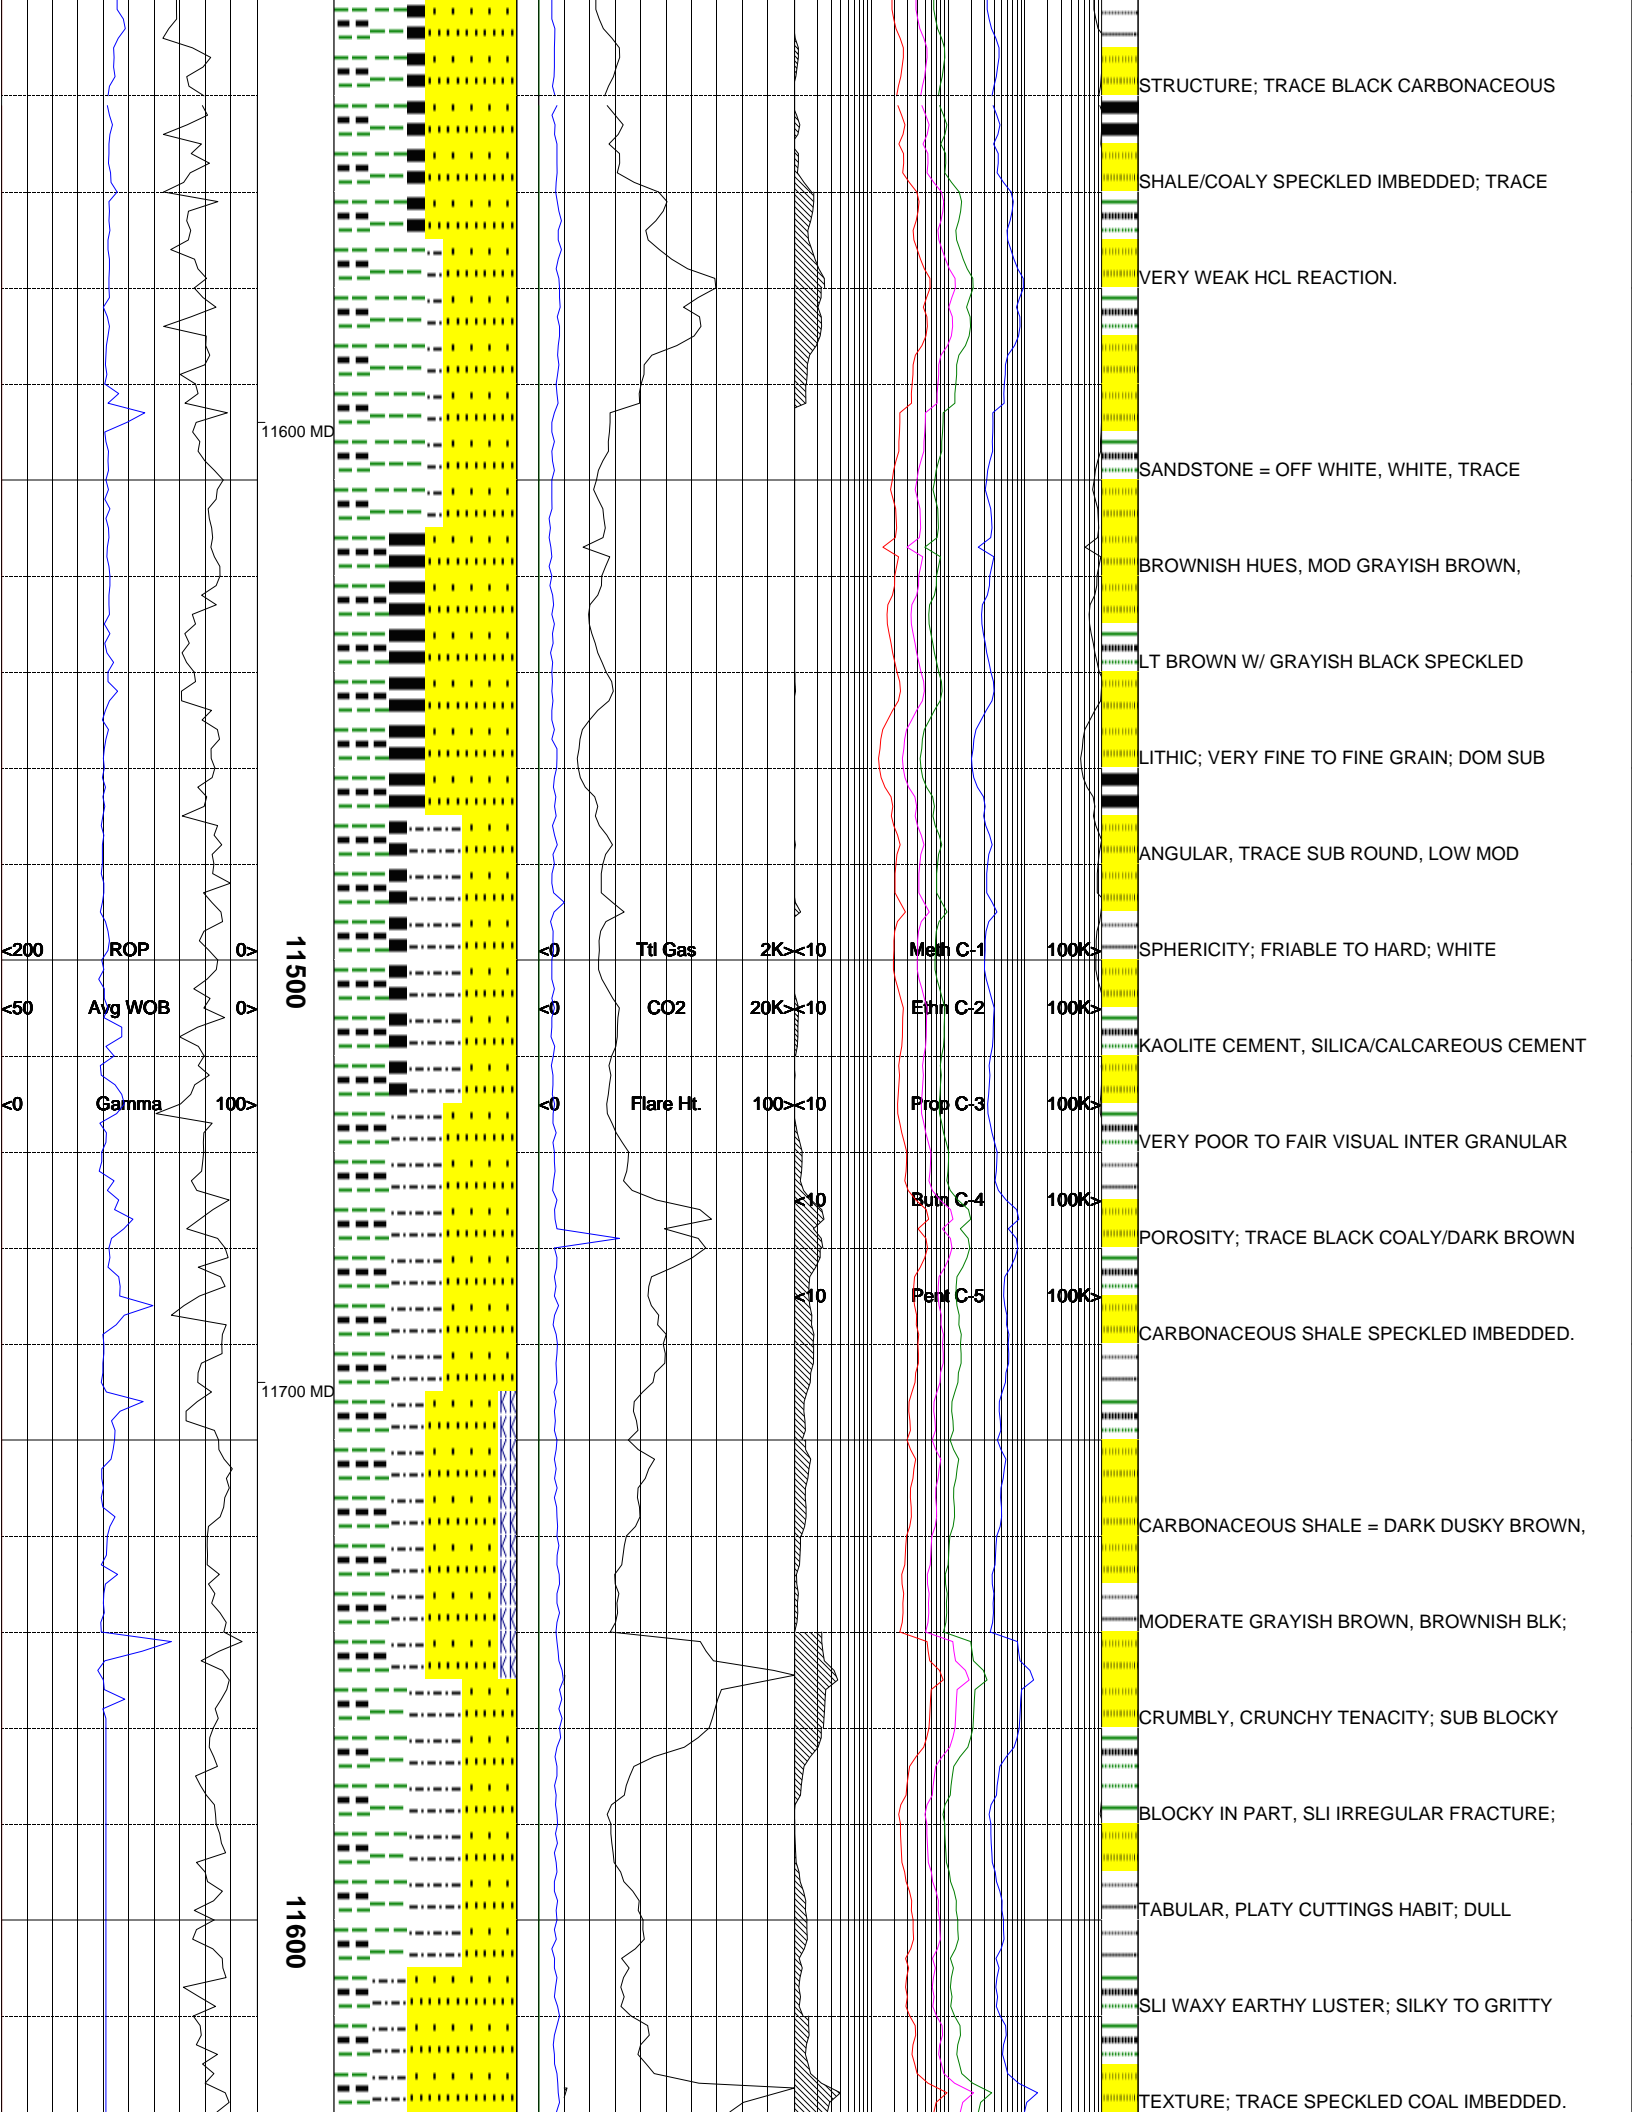 STRUCTURE; TRACE BLACK CARBONACEOUS
SHALE/COALY SPECKLED IMBEDDED; TRACE
VERY WEAK HCL REACTION.
11600 MD
SANDSTONE = OFF WHITE, WHITE, TRACE
BROWNISH HUES, MOD GRAYISH BROWN,
LT BROWN W/ GRAYISH BLACK SPECKLED
LITHIC; VERY FINE TO FINE GRAIN; DOM SUB
ANGULAR, TRACE SUB ROUND, LOW MOD
<200 ROP 0> 11500 <0 Ttl Gas 2K> <10 Meth C-1 100K> SPHERICITY; FRIABLE TO HARD; WHITE
<50 Avg WOB 0> <0 CO2 20K> <10 Ethn C-2 100K>
KAOLITE CEMENT, SILICA/CALCAREOUS CEMENT
<0 Gamma 100> <0 Flare Ht. 100> <10 Prop C-3 100K>
VERY POOR TO FAIR VISUAL INTER GRANULAR
<10 Butn C-4 100K>
POROSITY; TRACE BLACK COALY/DARK BROWN
<10 Pent C-5 100K>
CARBONACEOUS SHALE SPECKLED IMBEDDED.
11700 MD
CARBONACEOUS SHALE = DARK DUSKY BROWN,
MODERATE GRAYISH BROWN, BROWNISH BLK;
CRUMBLY, CRUNCHY TENACITY; SUB BLOCKY
BLOCKY IN PART, SLI IRREGULAR FRACTURE;
TABULAR, PLATY CUTTINGS HABIT; DULL
11600
SLI WAXY EARTHY LUSTER; SILKY TO GRITTY
TEXTURE; TRACE SPECKLED COAL IMBEDDED.